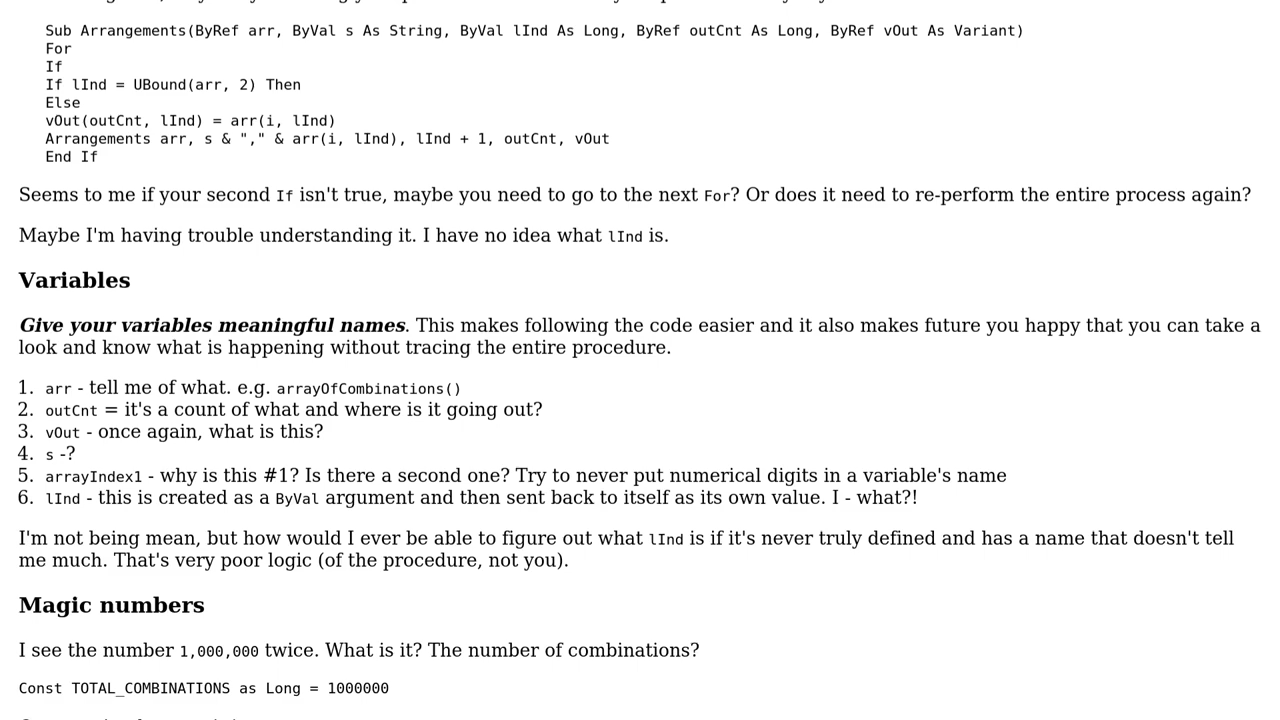 Sub Arrangements(ByRef arr, ByVal s As String, ByVal lInd As Long, ByRef outCnt As Long, ByRef vOut As Variant)
For
If
If lInd = UBound(arr, 2) Then
Else
vOut(outCnt, lInd) = arr(i, lInd)
Arrangements arr, s & "," & arr(i, lInd), lInd + 1, outCnt, vOut
End If
Seems to me if your second If isn't true, maybe you need to go to the next For? Or does it need to re-perform the entire process again?
Maybe I'm having trouble understanding it. I have no idea what lInd is.
Variables
Give your variables meaningful names. This makes following the code easier and it also makes future you happy that you can take a
look and know what is happening without tracing the entire procedure.
1. arr - tell me of what. e.g. arrayOfCombinations()
2. outCnt = it's a count of what and where is it going out?
3. vOut - once again, what is this?
4. s -?
5. arrayIndex1 - why is this #1? Is there a second one? Try to never put numerical digits in a variable's name
6. lInd - this is created as a ByVal argument and then sent back to itself as its own value. I - what?!
I'm not being mean, but how would I ever be able to figure out what lInd is if it's never truly defined and has a name that doesn't tell
me much. That's very poor logic (of the procedure, not you).
Magic numbers
I see the number 1,000,000 twice. What is it? The number of combinations?
Const TOTAL_COMBINATIONS as Long = 1000000